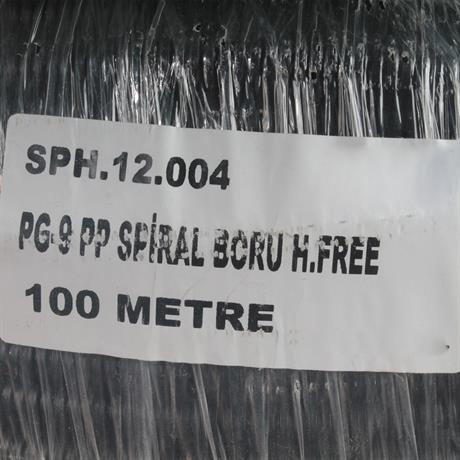 SPH.12.004
PG-9 PP SPİRAL BORU H.FREE
100 METRE